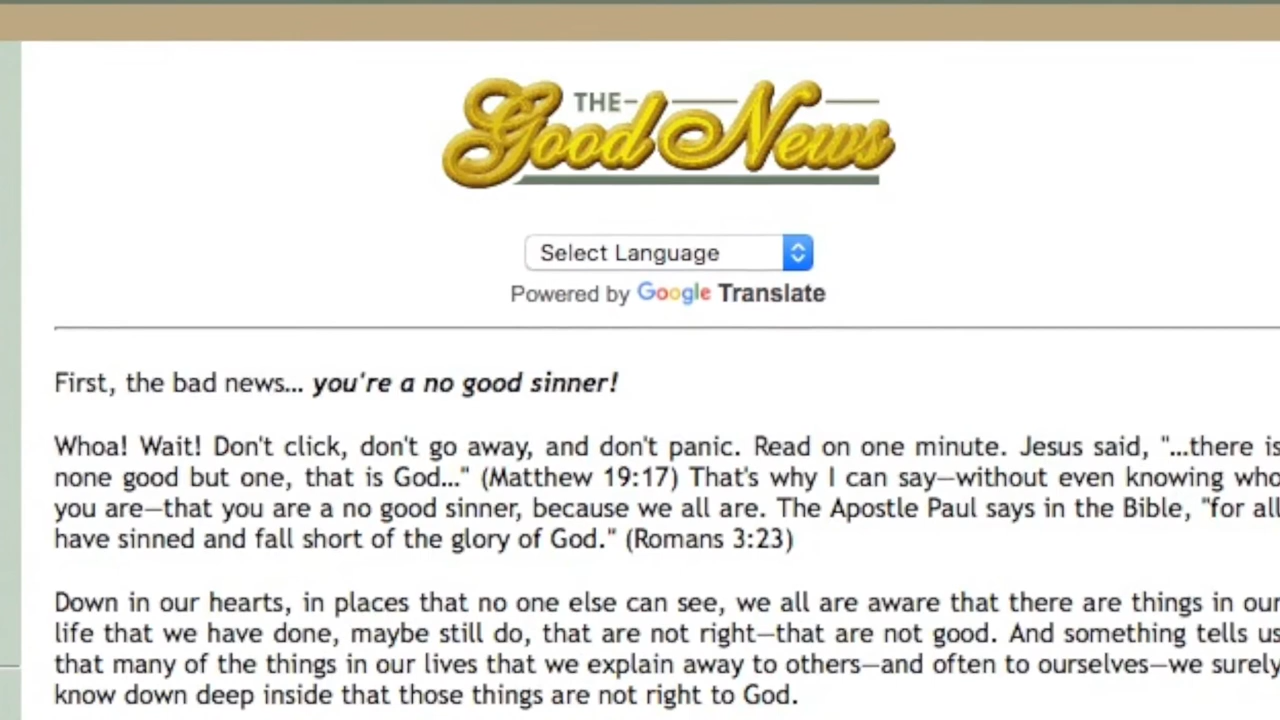 THE
Good News
Select Language
Powered by Google Translate
First, the bad news... you're a no good sinner!
Whoa! Wait! Don't click, don't go away, and don't panic. Read on one minute. Jesus said, "...there is
none good but one, that is God..." (Matthew 19:17) That's why I can say—without even knowing who
you are—that you are a no good sinner, because we all are. The Apostle Paul says in the Bible, "for all
have sinned and fall short of the glory of God." (Romans 3:23)
Down in our hearts, in places that no one else can see, we all are aware that there are things in our
life that we have done, maybe still do, that are not right—that are not good. And something tells us
that many of the things in our lives that we explain away to others—and often to ourselves—we surely
know down deep inside that those things are not right to God.